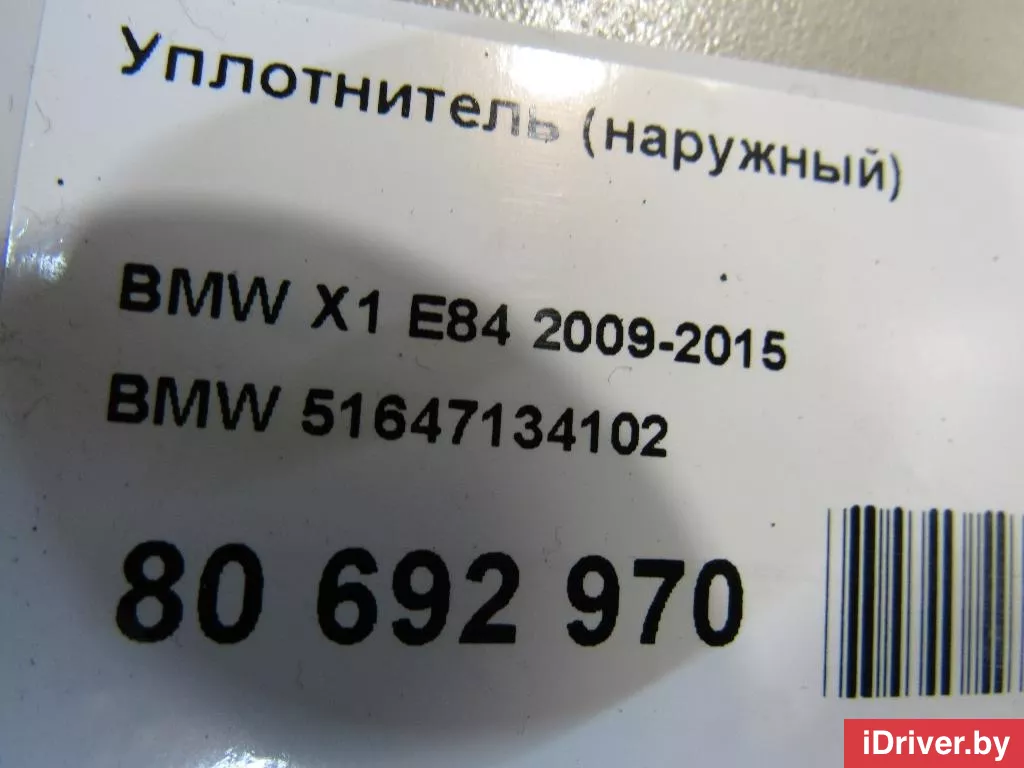 Уплотнитель (наружный)
BMW X1 E84 2009-2015
BMW 51647134102
80 692 970
iDriver.by